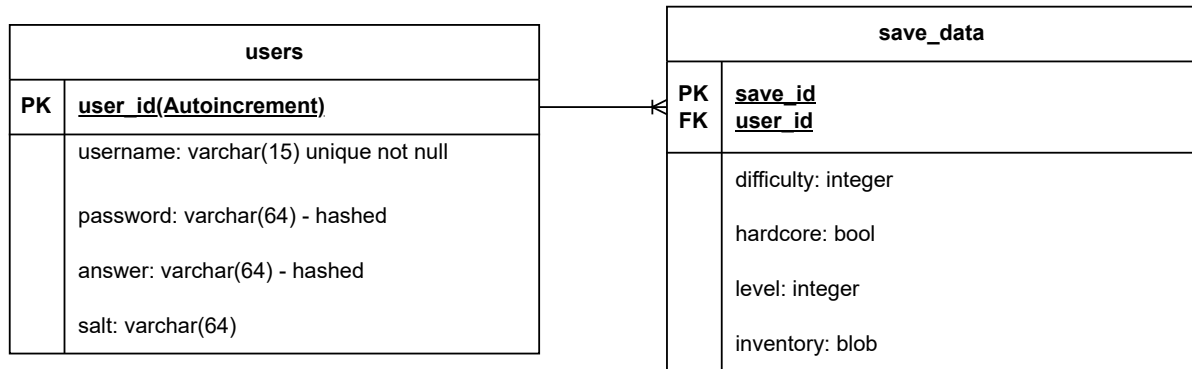 users
PK user_id(Autoincrement)
username: varchar(15) unique not null
password: varchar(64) - hashed
answer: varchar(64) - hashed
salt: varchar(64)
save_data
PK save_id
FK user_id
difficulty: integer
hardcore: bool
level: integer
inventory: blob